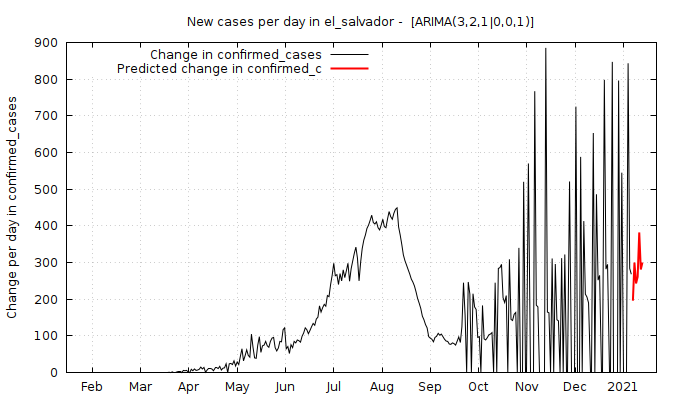 New cases per day in el_salvador -  [ARIMA(3,2,1|0,0,1)]
Change in confirmed_cases
Predicted change in confirmed_c
Change per day in confirmed_cases
900
800
700
600
500
400
300
200
100
0
Feb Mar Apr May Jun Jul Aug Sep Oct Nov Dec 2021